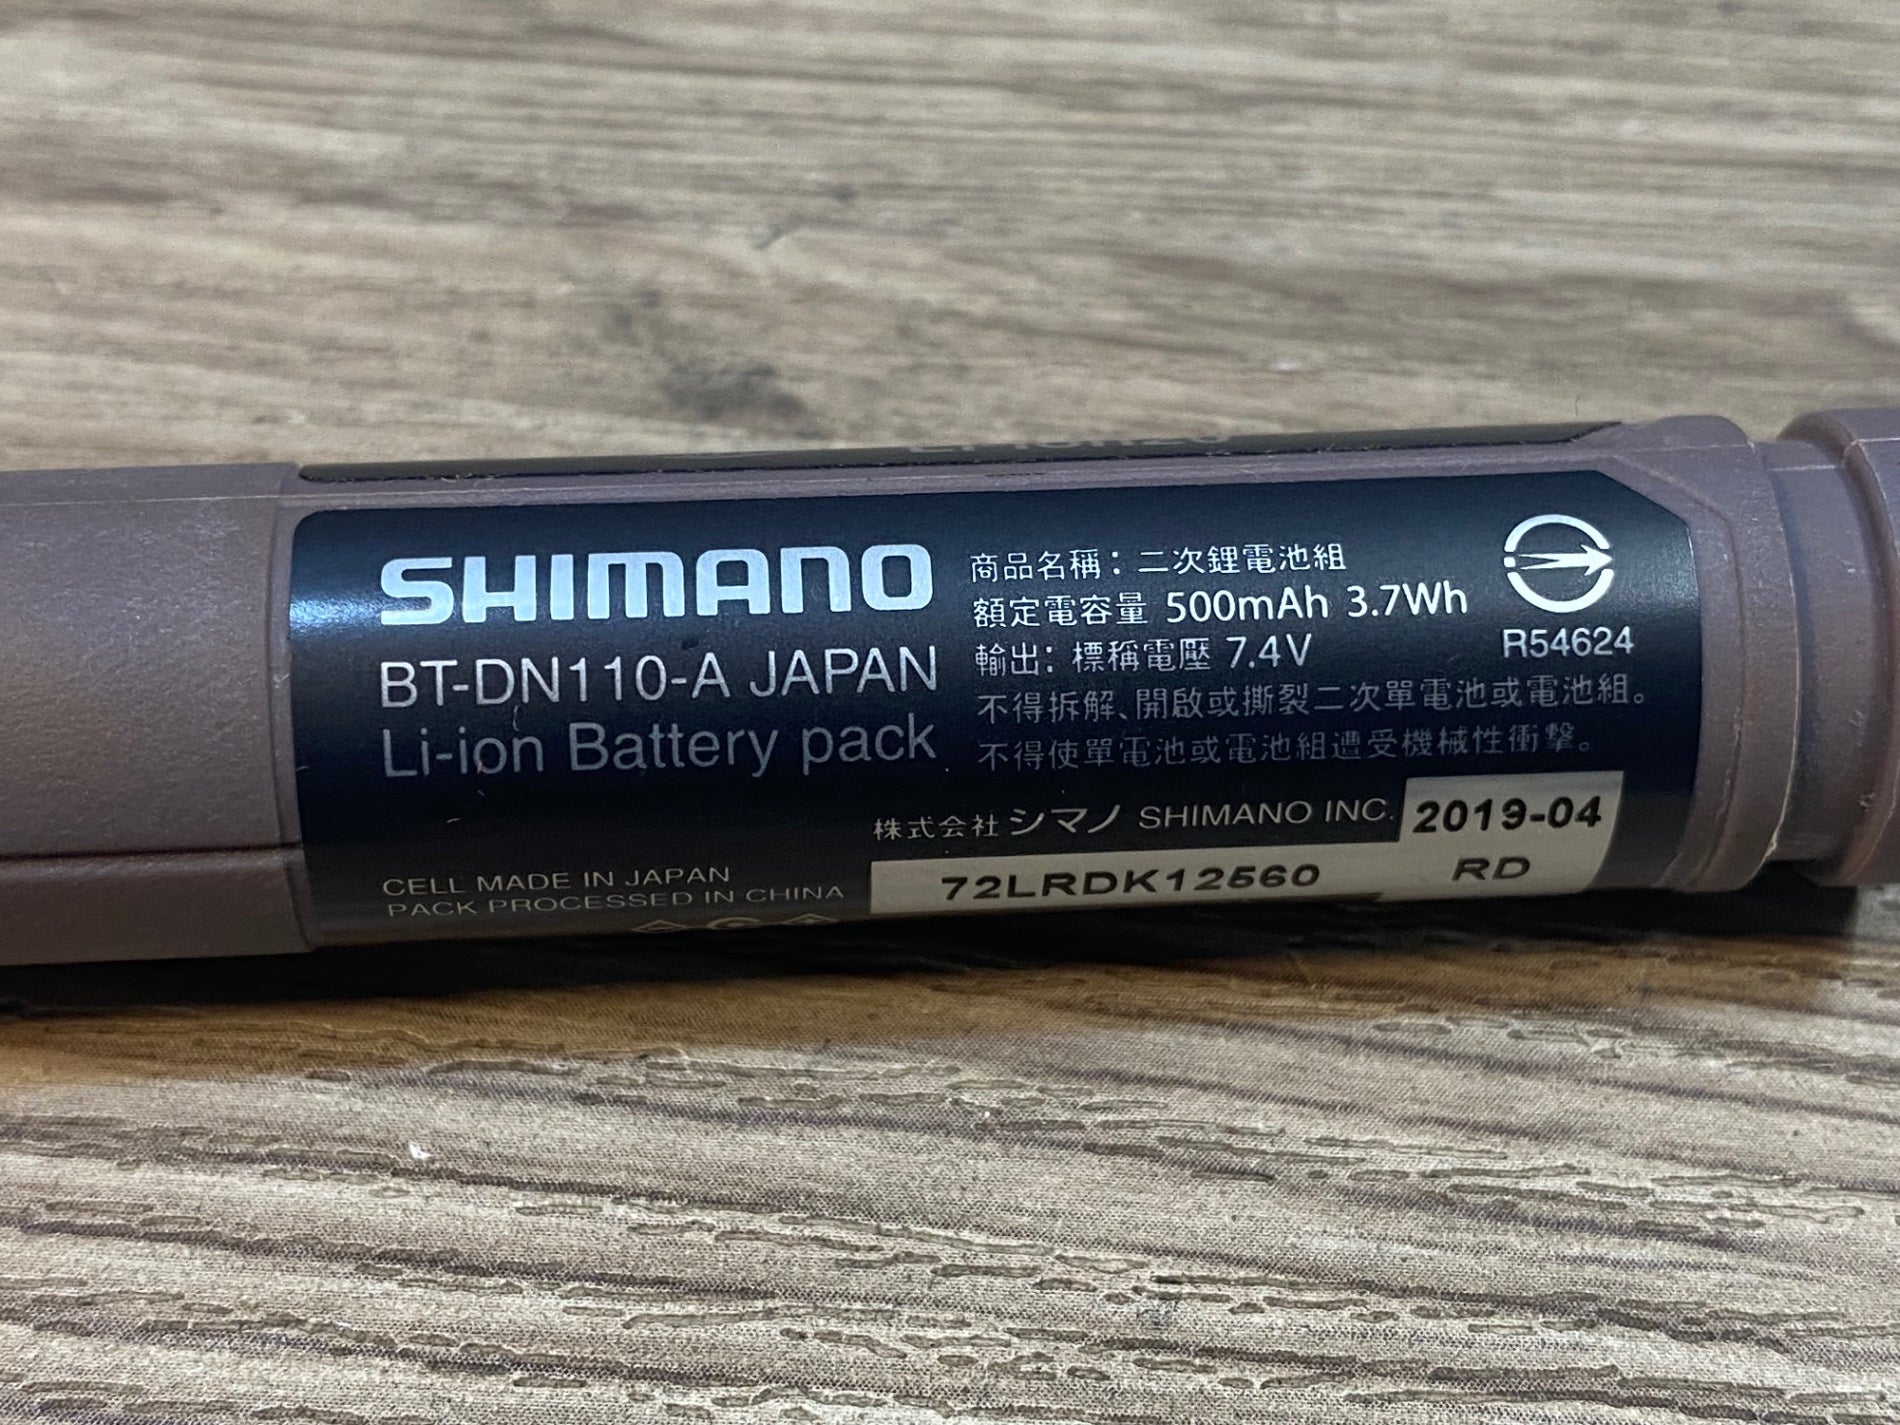 SHIMANO
BT-DN110-A JAPAN
Li-ion Battery pack
商品名稱：二次鋰電池組
額定電容量 500mAh 3.7Wh
輸出：標稱電壓 7.4V
不得拆解、開啟或撕裂二次單電池或電池組。
不得使單電池或電池組遭受機械性衝擊。
R54624
株式会社 シマノ SHIMANO INC.
2019-04
CELL MADE IN JAPAN
PACK PROCESSED IN CHINA
72LRDK12560
RD